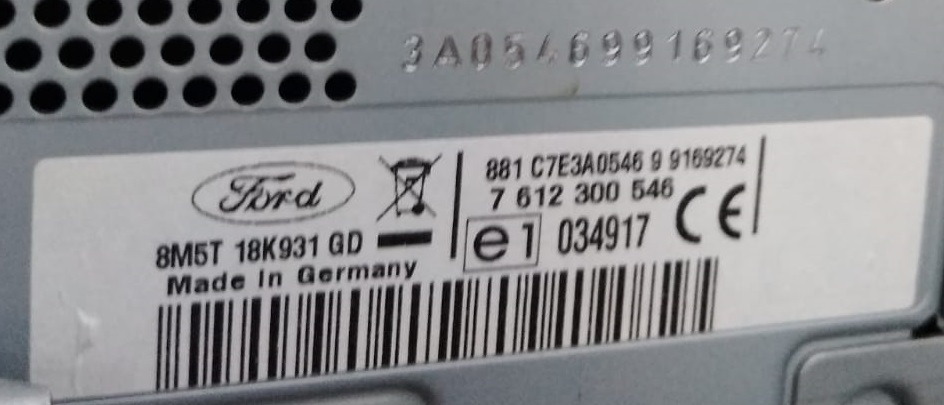 3A054699169274
Ford
881 C7E3A0546 9 9169274
7 612 300 546
CE
8M5T 18K931 GD
e1 034917
Made in Germany